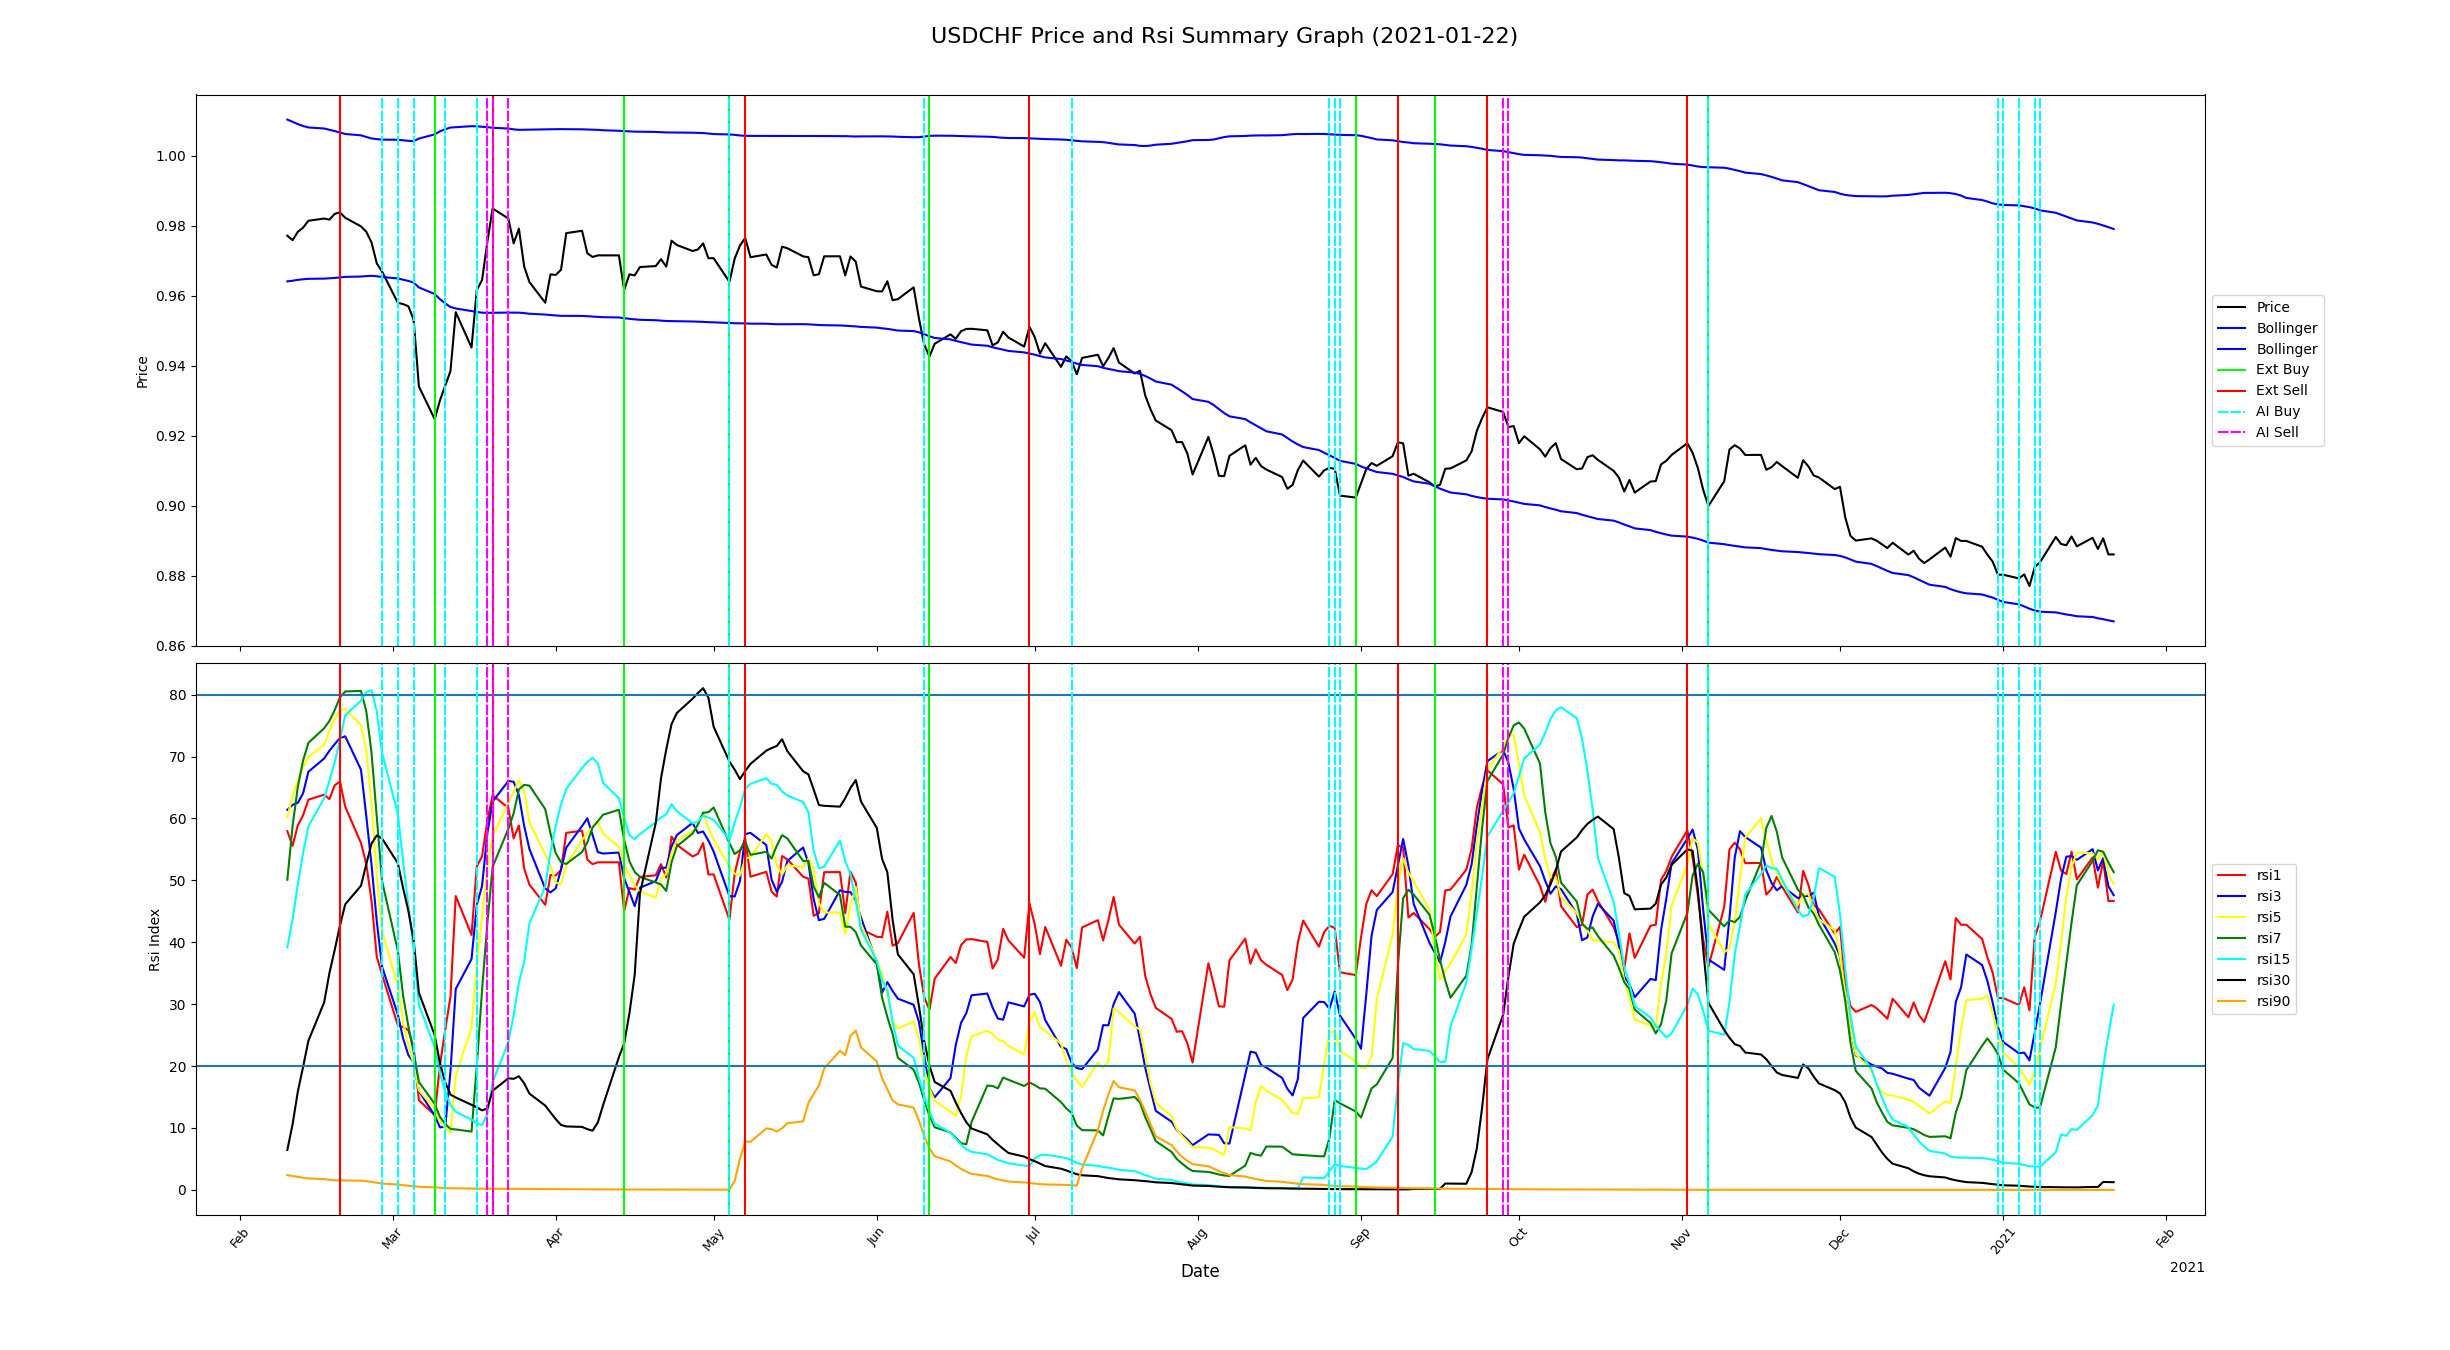 USDCHF Price and Rsi Summary Graph (2021-01-22)
1.00
0.98
0.96
0.94
0.92
0.90
0.88
0.86
Price
Price
Bollinger
Bollinger
Ext Buy
Ext Sell
AI Buy
AI Sell
80
70
60
50
40
30
20
10
0
Rsi Index
rsi1
rsi3
rsi5
rsi7
rsi15
rsi30
rsi90
Feb Mar Apr May Jun Jul Aug Sep Oct Nov Dec 2021 Feb
Date
2021